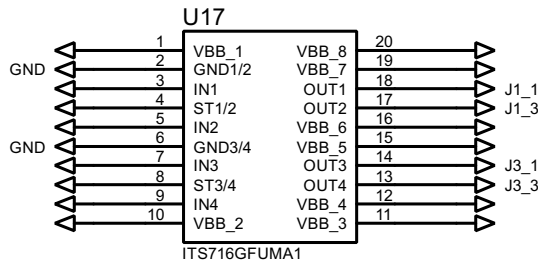 U17
1 VBB_1 VBB_8 20
GND 2 GND1/2 VBB_7 19
3 IN1 OUT1 18 J1_1
4 ST1/2 OUT2 17 J1_3
5 IN2 VBB_6 16
GND 6 GND3/4 VBB_5 15
7 IN3 OUT3 14 J3_1
8 ST3/4 OUT4 13 J3_3
9 IN4 VBB_4 12
10 VBB_2 VBB_3 11
ITS716GFUMA1